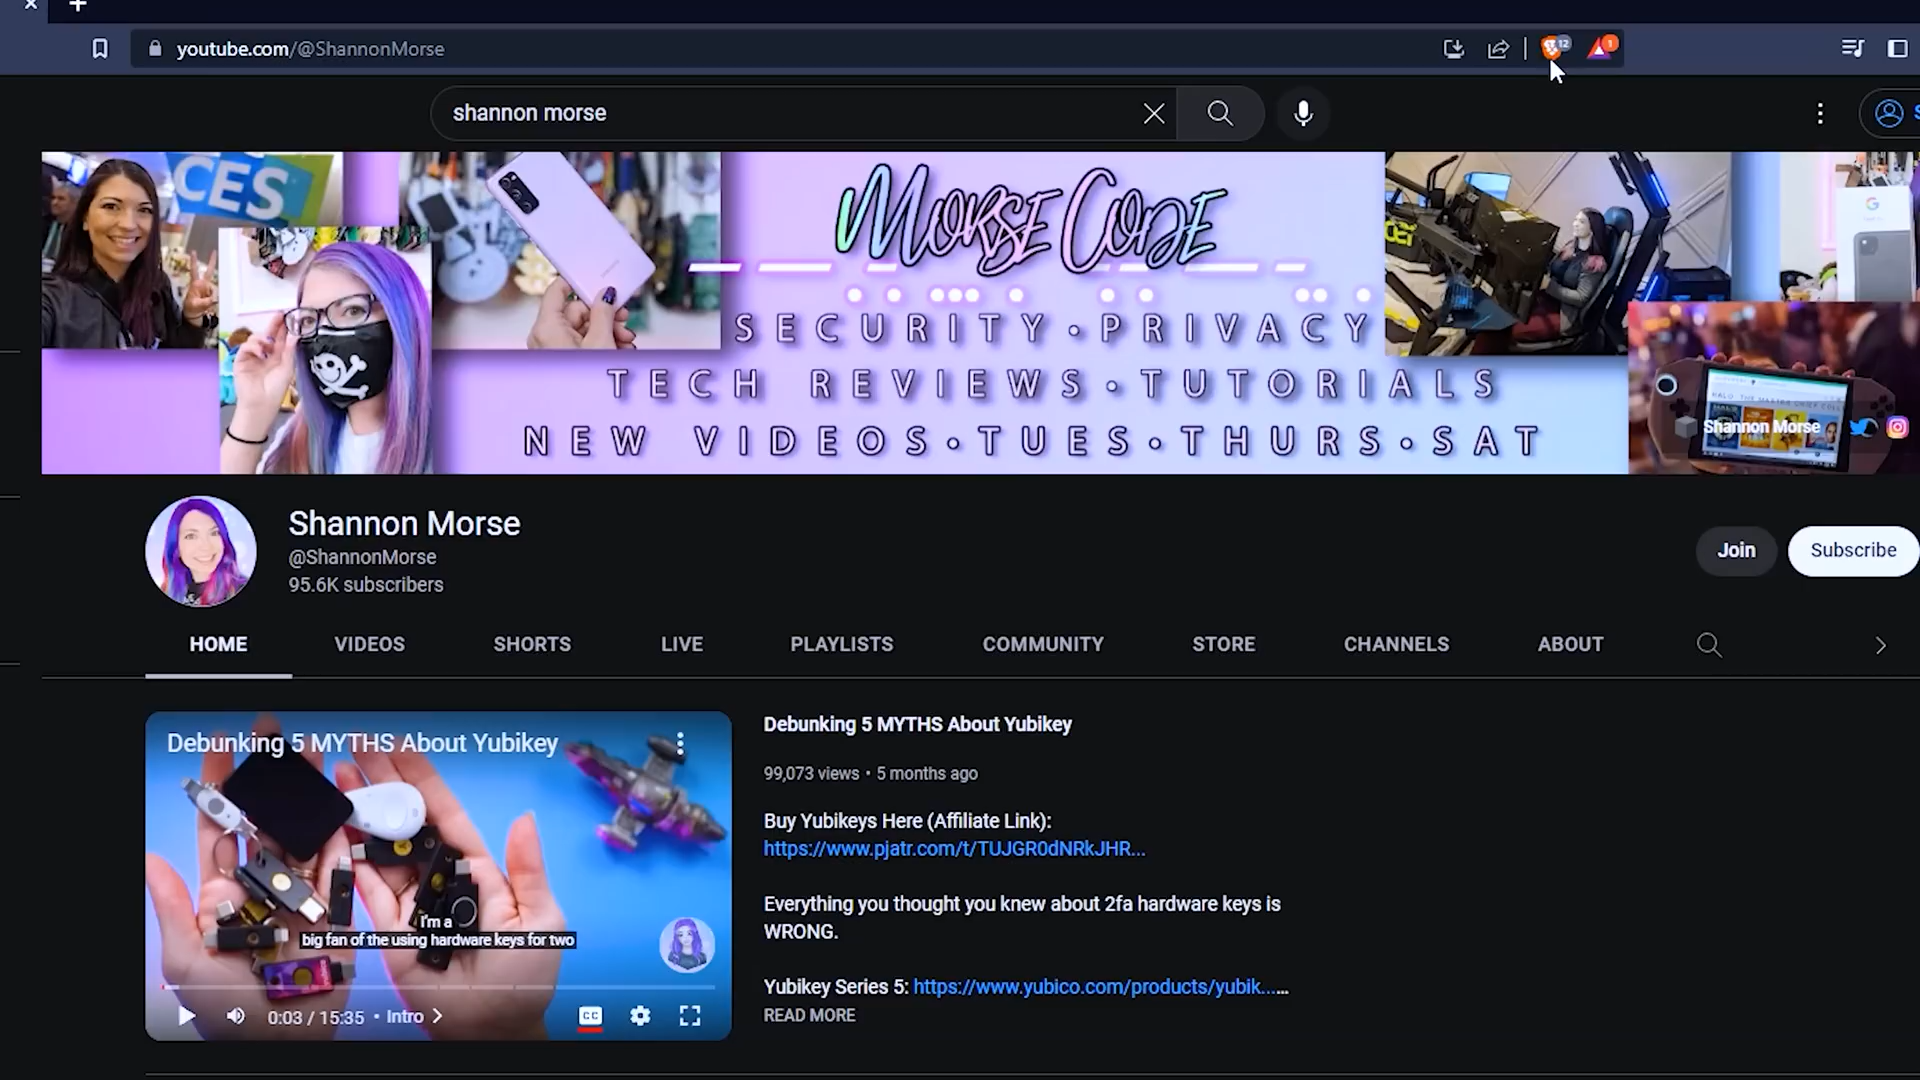 youtube.com/@ShannonMorse
12
1
shannon morse
CES
MORSE CODE
SECURITY • PRIVACY
TECH REVIEWS • TUTORIALS
NEW VIDEOS • TUES • THURS • SAT
G
Shannon Morse
Shannon Morse
@ShannonMorse
95.6K subscribers
Join
Subscribe
HOME
VIDEOS
SHORTS
LIVE
PLAYLISTS
COMMUNITY
STORE
CHANNELS
ABOUT
Debunking 5 MYTHS About Yubikey
I'm a
big fan of the using hardware keys for two
0:03 / 15:35 • Intro
CC
Debunking 5 MYTHS About Yubikey
99,073 views • 5 months ago
Buy Yubikeys Here (Affiliate Link):
https://www.pjatr.com/t/TUJGR0dNRkJHR...
Everything you thought you knew about 2fa hardware keys is
WRONG.
Yubikey Series 5: https://www.yubico.com/products/yubik......
READ MORE